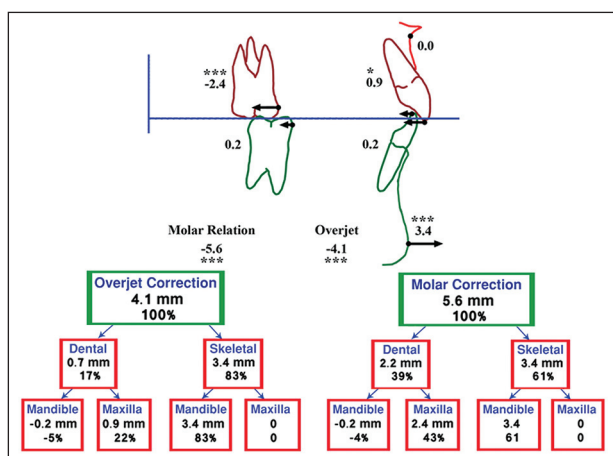 0.0
***
-2.4
*
0.9
0.2
0.2
***
3.4
Molar Relation
-5.6
***
Overjet
-4.1
***
Overjet Correction
4.1 mm
100%
Dental
0.7 mm
17%
Skeletal
3.4 mm
83%
Mandible
-0.2 mm
-5%
Maxilla
0.9 mm
22%
Mandible
3.4 mm
83%
Maxilla
0
0
Molar Correction
5.6 mm
100%
Dental
2.2 mm
39%
Skeletal
3.4 mm
61%
Mandible
-0.2 mm
-4%
Maxilla
2.4 mm
43%
Mandible
3.4
61
Maxilla
0
0